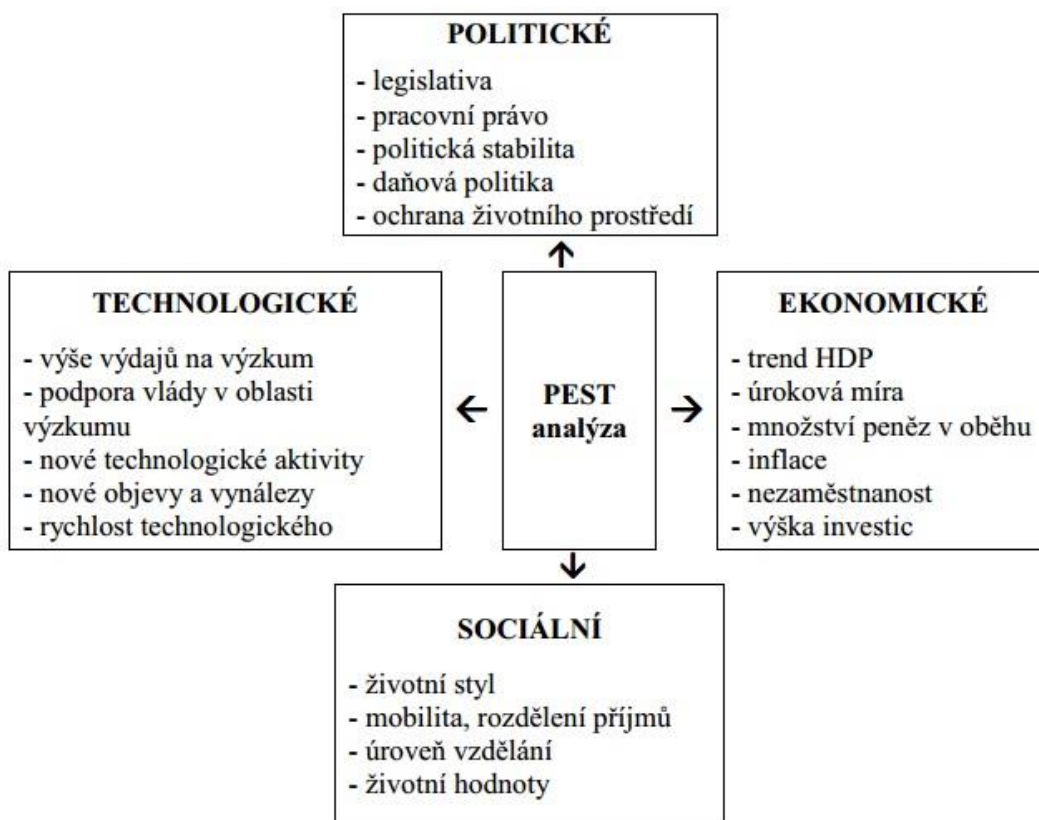 POLITICKÉ
- legislativa
- pracovní právo
- politická stabilita
- daňová politika
- ochrana životního prostředí
TECHNOLOGICKÉ
- výše výdajů na výzkum
- podpora vlády v oblasti
výzkumu
- nové technologické aktivity
- nové objevy a vynálezy
- rychlost technologického
PEST
analýza
EKONOMICKÉ
- trend HDP
- úroková míra
- množství peněz v oběhu
- inflace
- nezaměstnanost
- výška investic
SOCIÁLNÍ
- životní styl
- mobilita, rozdělení příjmů
- úroveň vzdělání
- životní hodnoty